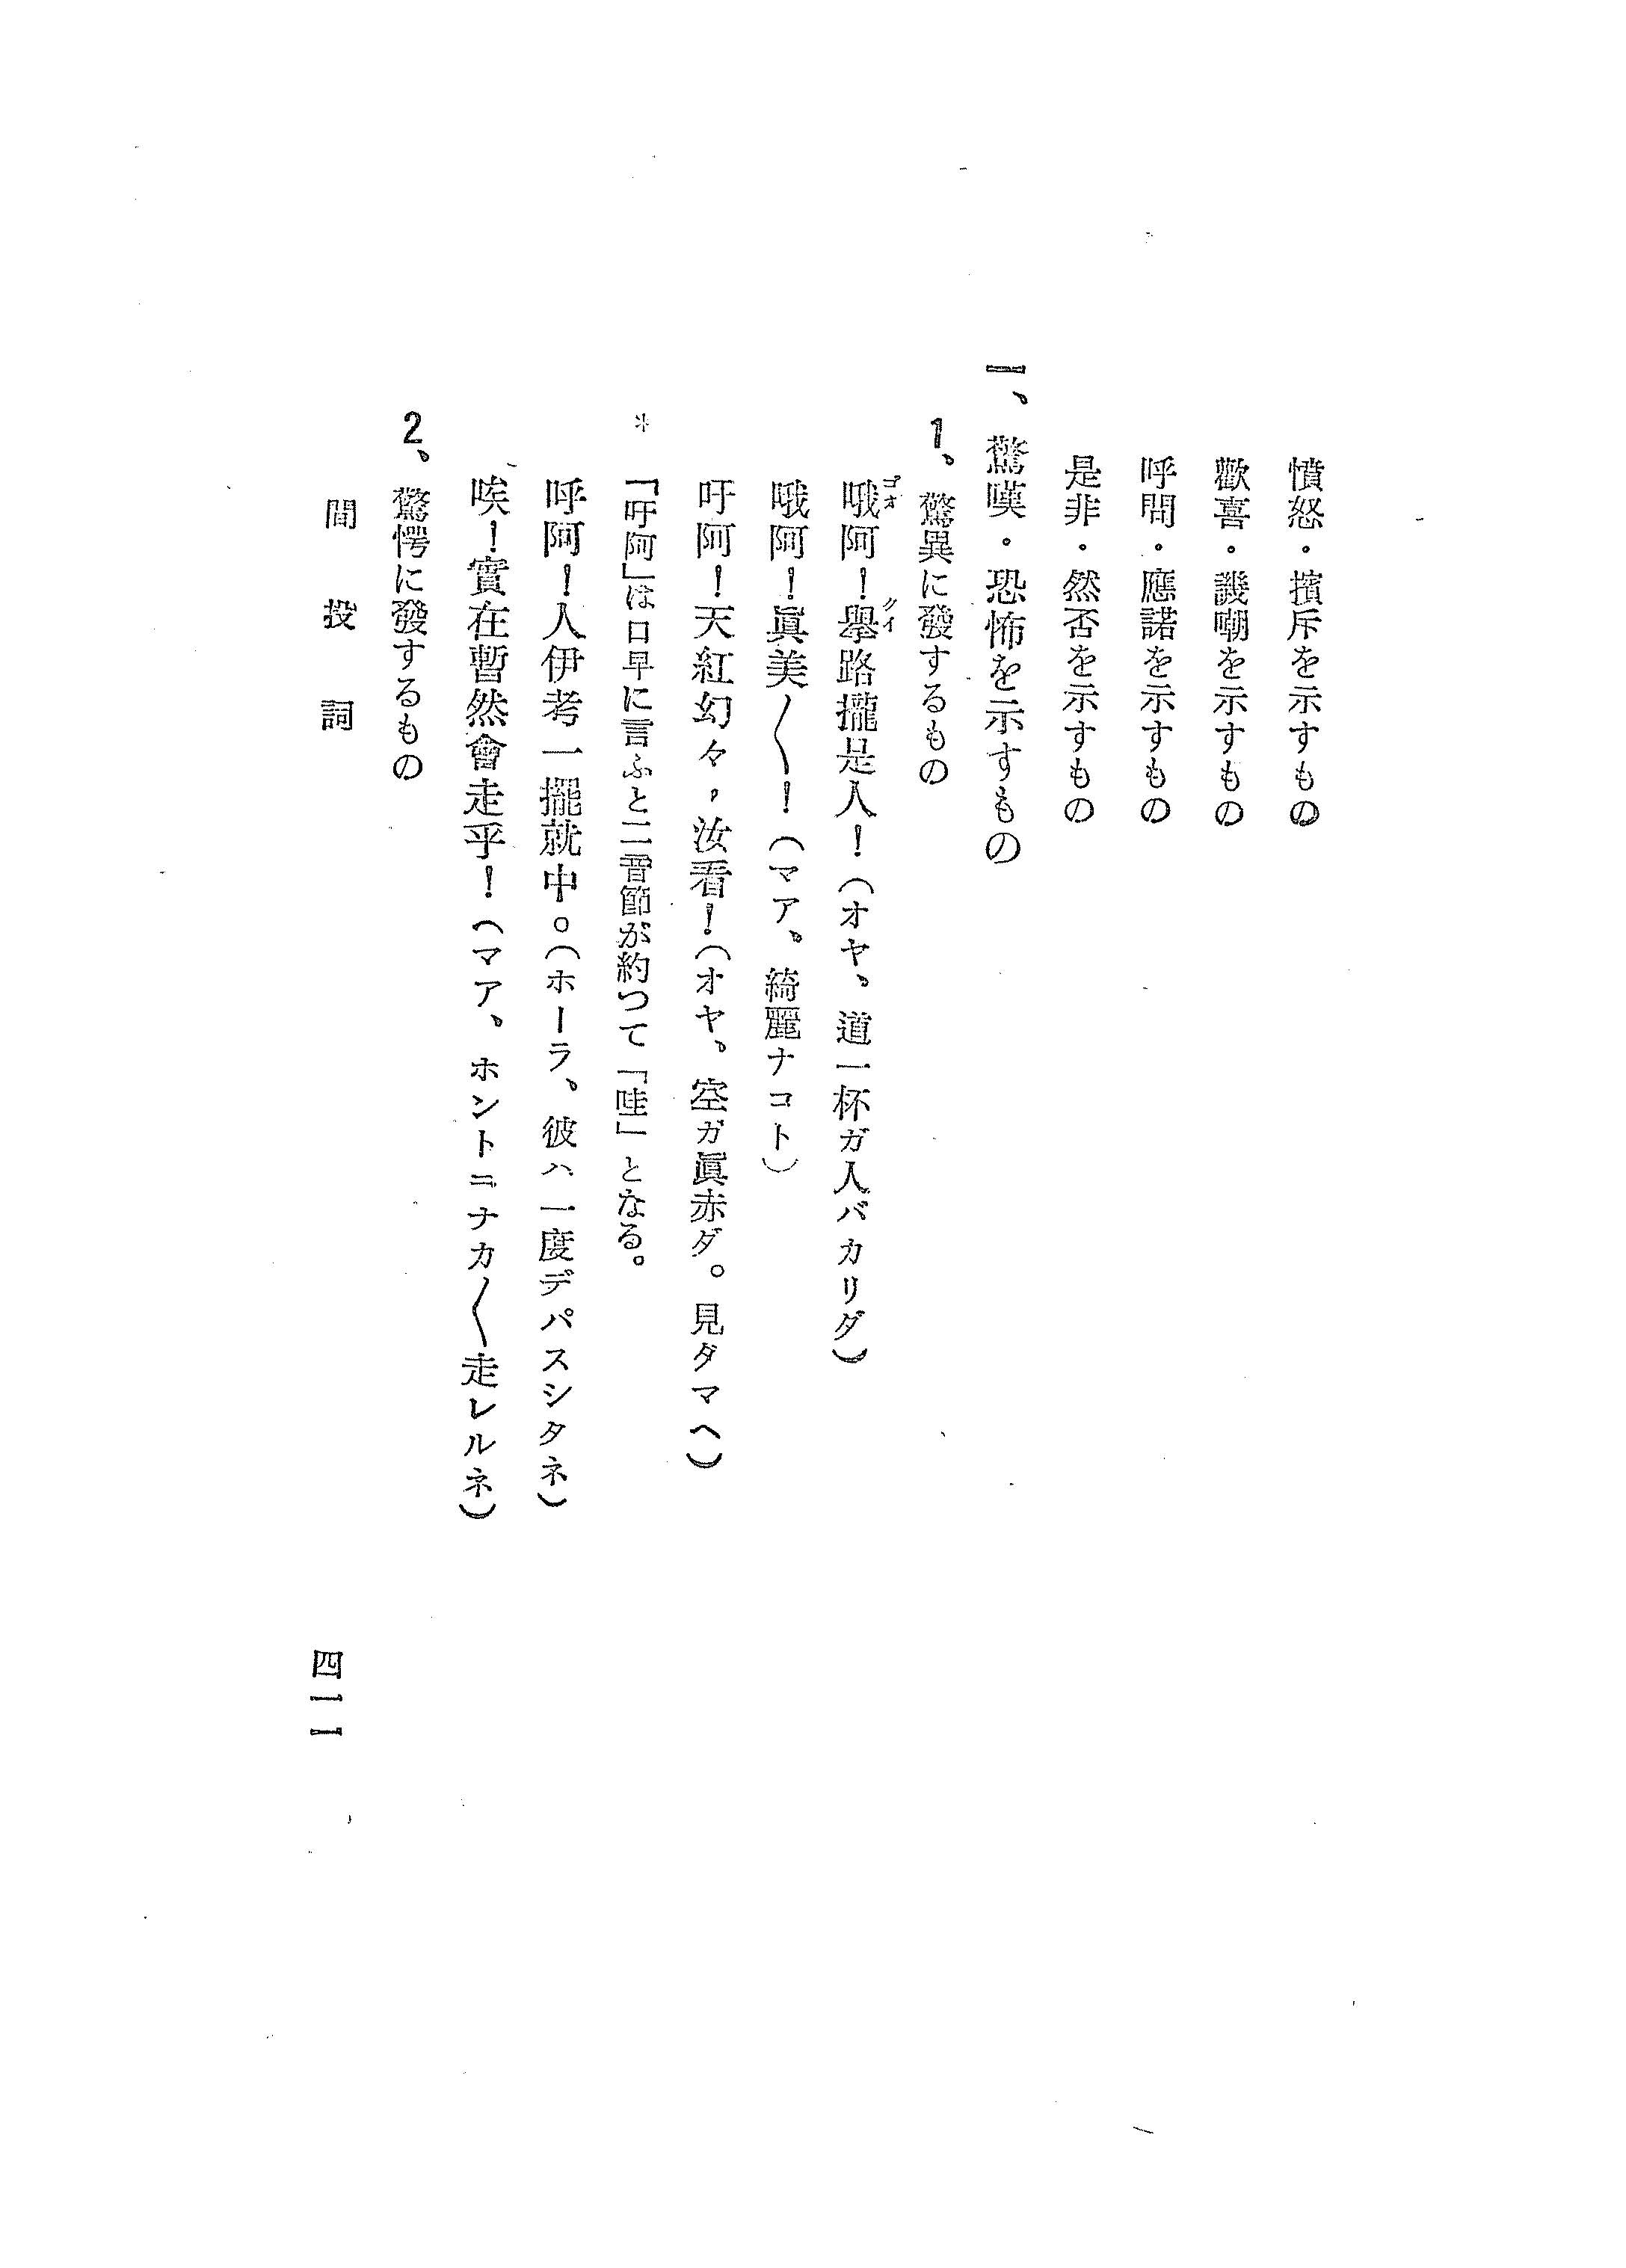 憤怒・擯斥を示すもの
歡喜・譏嘲を示すもの
呼問・應諾を示すもの
是非・然否を示すもの
一、驚嘆・恐怖を示すもの
1、驚異に發するもの
哦阿！擧路攏是人！（オヤ、道一杯ガ人バカリダ）
ゴオ クイ
哦阿！眞美〱！（マア、綺麗ナコト）
吁阿！天紅幻々，汝看！（オヤ、空ガ眞赤ダ。見タマヘ）
＊「吁阿」は口早に言ふと二音節が約つて「哇」となる。
呼阿！人伊考一擺就中。（ホーラ、彼ハ一度デパスシタネ）
唉！實在暫然會走乎！（マア、ホントニナカ〱走レルネ）
2、驚愕に發するもの
間投詞
四一一